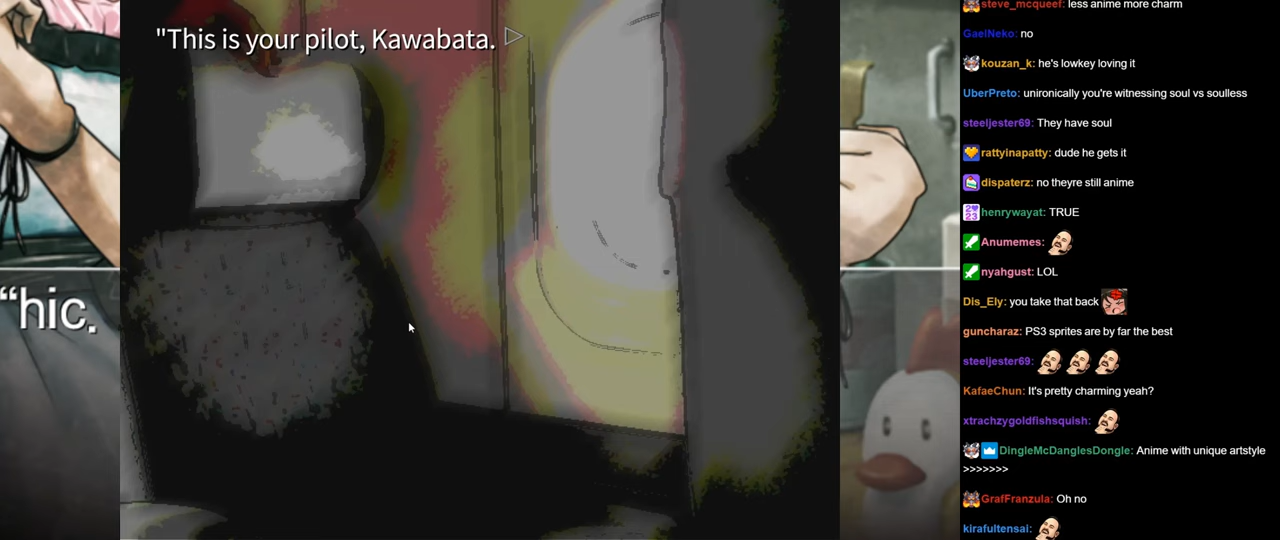 "This is your pilot, Kawabata.
"hic.
steve_mcqueef: less anime more charm
GaelNeko: no
kouzan_k: he's lowkey loving it
UberPreto: unironically you're witnessing soul vs soulless
steeljester69: They have soul
rattyinapatty: dude he gets it
dispaterz: no theyre still anime
henrywayat: TRUE
Anumemes:
nyahgust: LOL
Dis_Ely: you take that back
guncharaz: PS3 sprites are by far the best
steeljester69:
KafaeChun: It's pretty charming yeah?
xtrachzygoldfishsquish:
DingleMcDanglesDongle: Anime with unique artstyle
>>>>>>>
GrafFranzula: Oh no
kirafultensai: